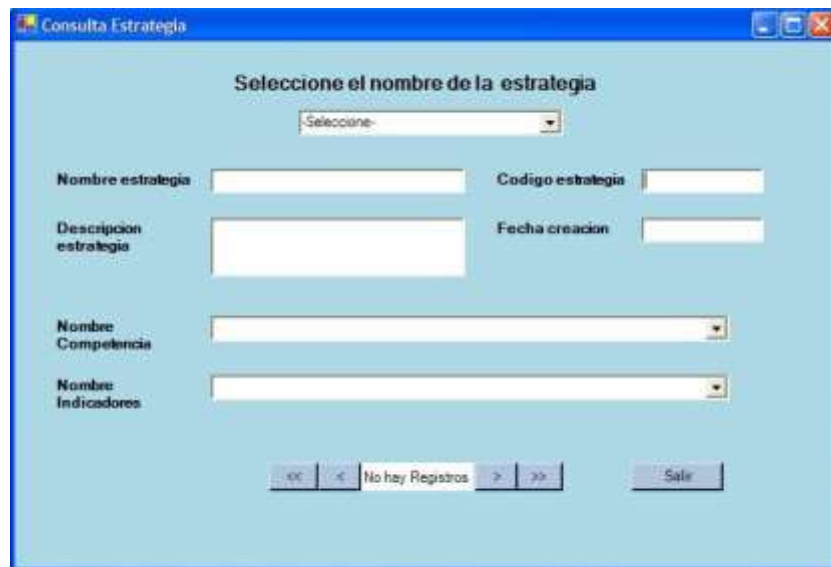 Consulta Estrategia
Seleccione el nombre de la estrategia
-Seleccione-
Nombre estrategia
Codigo estrategia
Descripcion
estrategia
Fecha creacion
Nombre
Competencia
Nombre
Indicadores
<< < No hay Registros > >> Salir